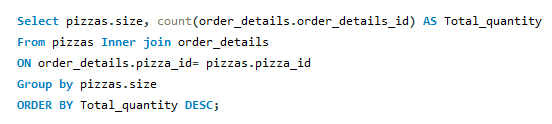 Select pizzas.size, count(order_details.order_details_id) AS Total_quantity
From pizzas Inner join order_details
ON order_details.pizza_id= pizzas.pizza_id
Group by pizzas.size
ORDER BY Total_quantity DESC;